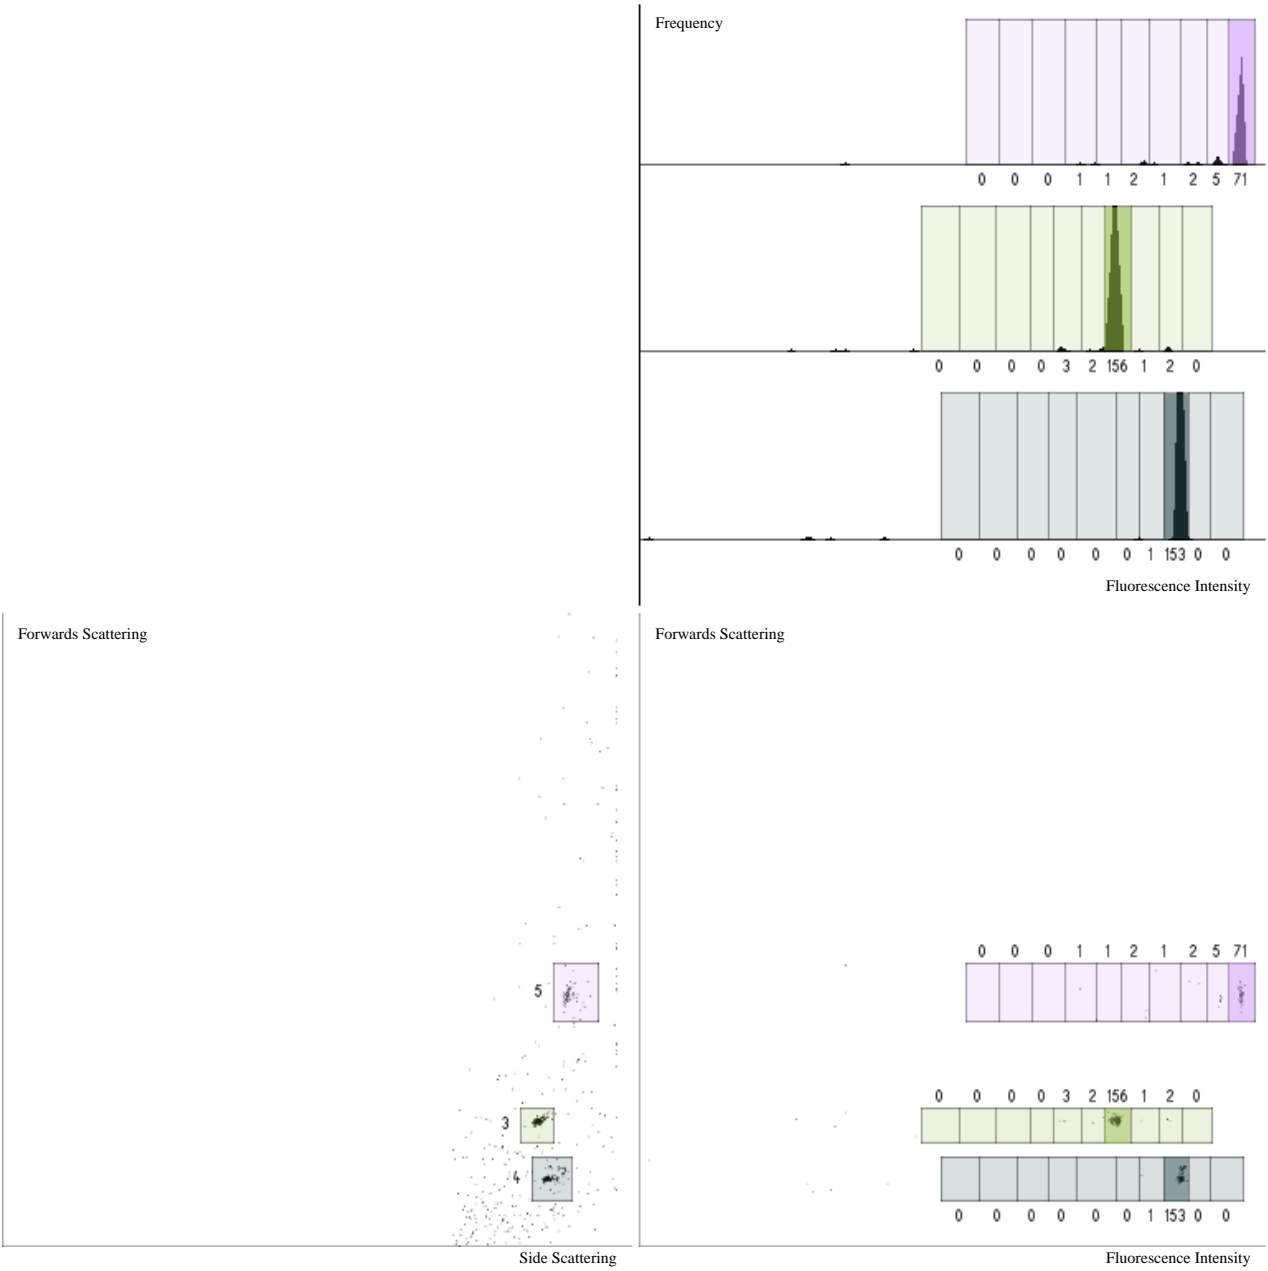 Frequency
0 0 0 1 1 2 1 2 5 71
0 0 0 0 3 2 156 1 2 0
0 0 0 0 0 0 1 153 0 0
Fluorescence Intensity
Forwards Scattering
5
3
4
Side Scattering
Forwards Scattering
0 0 0 1 1 2 1 2 5 71
0 0 0 0 3 2 156 1 2 0
0 0 0 0 0 0 1 153 0 0
Fluorescence Intensity